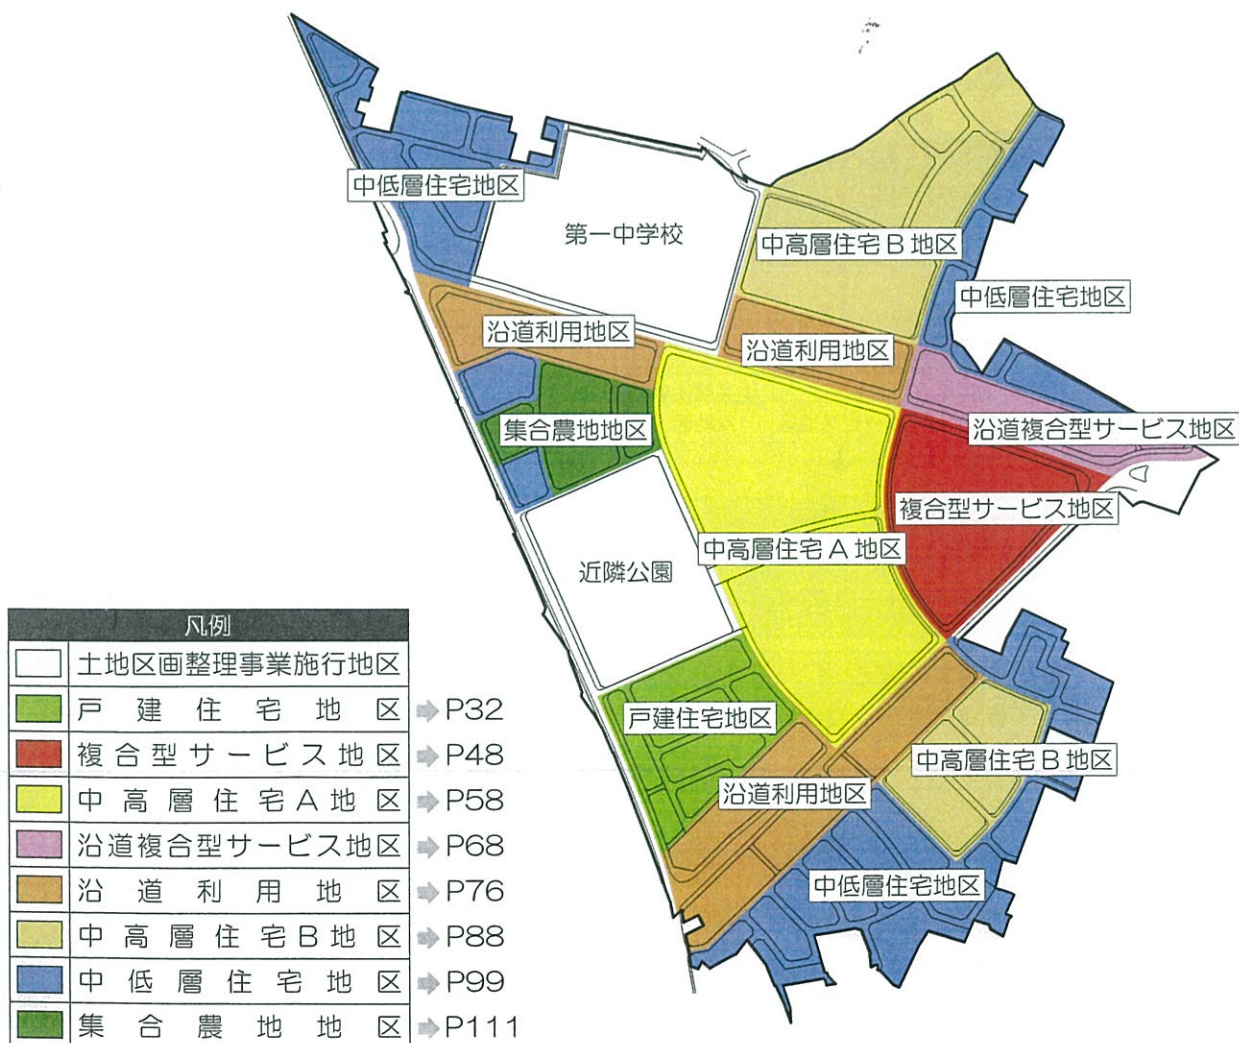 中低層住宅地区
第一中学校
中高層住宅B地区
中低層住宅地区
沿道利用地区
沿道利用地区
集合農地地区
沿道複合型サービス地区
複合型サービス地区
中高層住宅A地区
近隣公園
戸建住宅地区
中高層住宅B地区
沿道利用地区
中低層住宅地区
凡例
土地区画整理事業施行地区
戸建住宅地区 ➡P32
複合型サービス地区 ➡P48
中高層住宅A地区 ➡P58
沿道複合型サービス地区 ➡P68
沿道利用地区 ➡P76
中高層住宅B地区 ➡P88
中低層住宅地区 ➡P99
集合農地地区 ➡P111